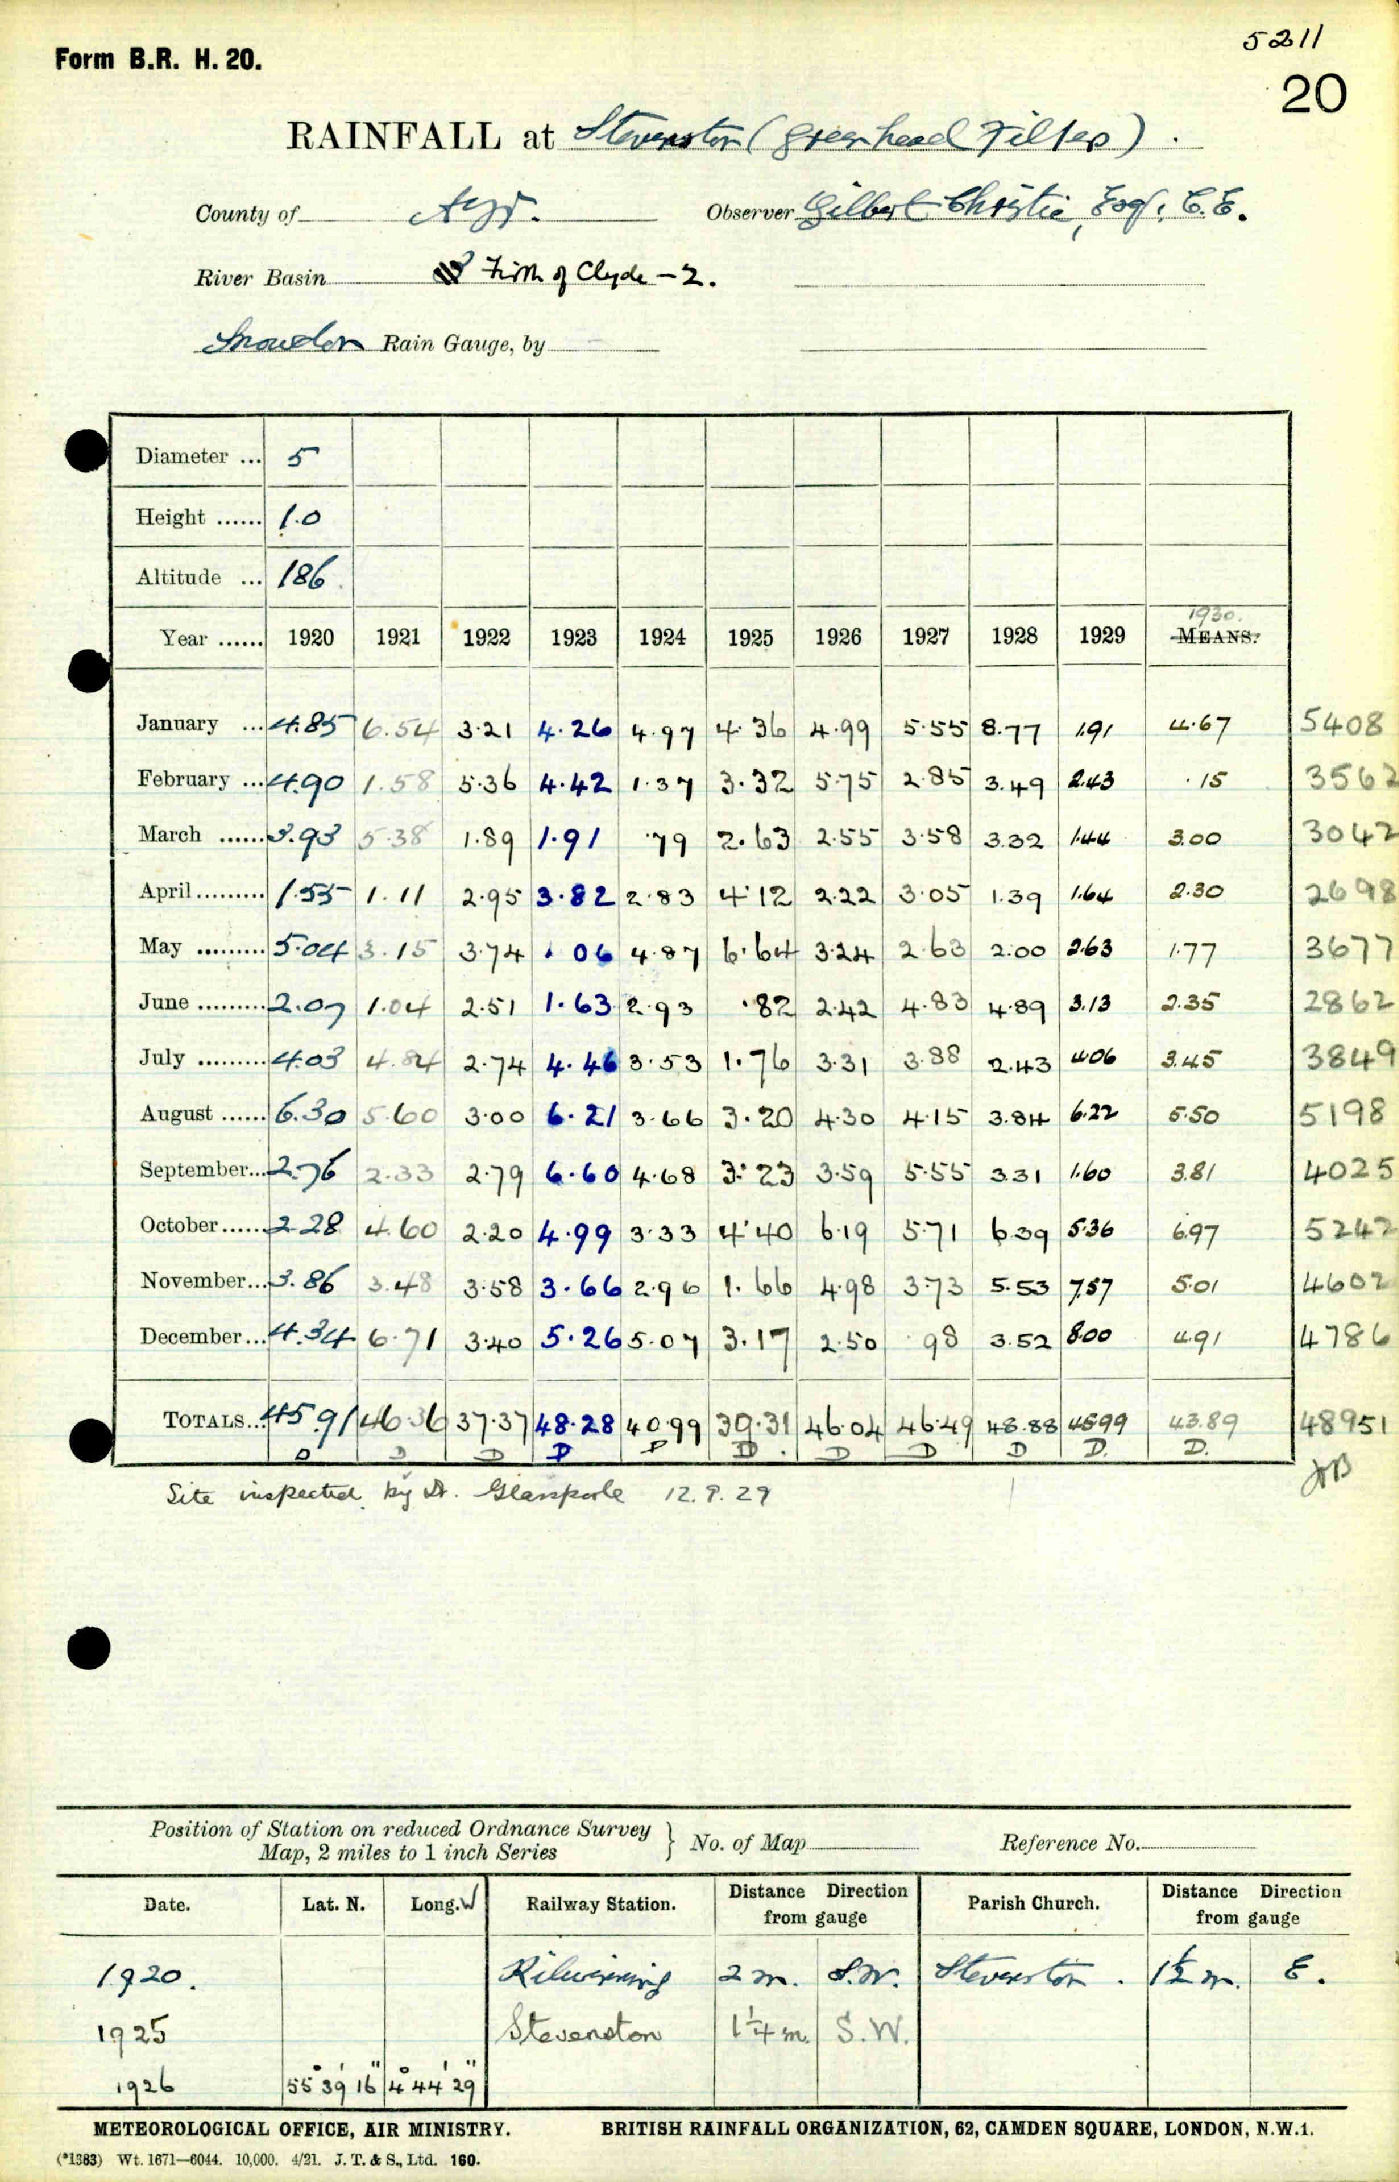 5211
Form B.R. H. 20.
20
RAINFALL at Stevenston (Greenhead Filters).
County of Ayr. Observer Gilbert Christie, Esq., C.E.
River Basin Firth of Clyde - 2.
Snowdon Rain Gauge, by
Diameter ... 5
Height ...... 1.0
Altitude ... 186
1930.
Year ...... 1920 1921 1922 1923 1924 1925 1926 1927 1928 1929 MEANS.
January ... 4.85 6.54 3.21 4.26 4.97 4.36 4.99 5.55 8.77 1.91 4.67 5408
February ... 4.90 1.58 5.36 4.42 1.37 3.32 5.75 2.85 3.49 2.43 .15 3562
March ...... 3.93 5.38 1.89 1.91 .79 2.63 2.55 3.58 3.32 1.44 3.00 3042
April ......... 1.55 1.11 2.95 3.82 2.83 4.12 2.22 3.05 1.39 1.64 2.30 2698
May ......... 5.04 3.15 3.74 1.06 4.87 6.64 3.24 2.63 2.00 2.63 1.77 3677
June ......... 2.07 1.04 2.51 1.63 2.93 .82 2.42 4.83 4.89 3.13 2.35 2862
July ......... 4.03 4.84 2.74 4.46 3.53 1.76 3.31 3.88 2.43 4.06 3.45 3849
August ...... 6.30 5.60 3.00 6.21 3.66 3.20 4.30 4.15 3.84 6.22 5.50 5198
September... 2.76 2.33 2.79 6.60 4.68 3.23 3.59 5.55 3.31 1.60 3.81 4025
October...... 2.28 4.60 2.20 4.99 3.33 4.40 6.19 5.71 6.39 5.36 6.97 5242
November... 3.86 3.48 3.58 3.66 2.96 1.66 4.98 3.73 5.53 7.57 5.01 4602
December... 4.34 6.71 3.40 5.26 5.07 3.17 2.50 .98 3.52 8.00 4.91 4786
TOTALS... 45.91 46.36 37.37 48.28 40.99 39.31 46.04 46.49 48.88 45.99 43.89 48951
D D D D D D D D D D. D.
JB
Site inspected by Dr. Glasspoole 12.9.29
Position of Station on reduced Ordnance Survey Map, 2 miles to 1 inch Series } No. of Map Reference No.
Date. Lat. N. Long. W Railway Station. Distance Direction from gauge Parish Church. Distance Direction from gauge
1920. Kilwinning 2 m. S.W. Stevenston. 1½ m. E.
1925 Stevenston 1¼ m. S.W.
1926 55° 39' 16" 4° 44' 29"
METEOROLOGICAL OFFICE, AIR MINISTRY. BRITISH RAINFALL ORGANIZATION, 62, CAMDEN SQUARE, LONDON, N.W.1.
(*1383) Wt. 1671—6044. 10,000. 4/21. J. T. & S., Ltd. 160.